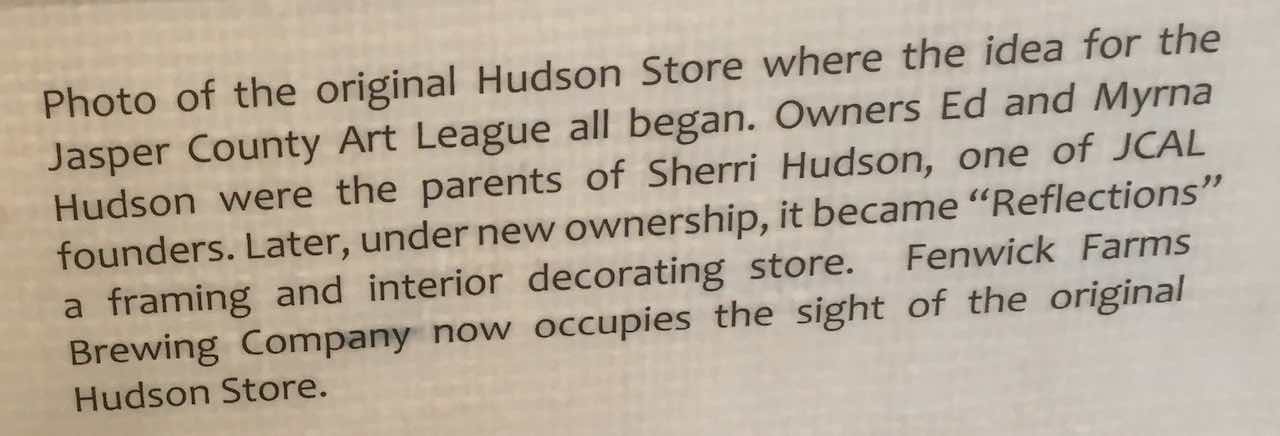 Photo of the original Hudson Store where the idea for the
Jasper County Art League all began. Owners Ed and Myrna
Hudson were the parents of Sherri Hudson, one of JCAL
founders. Later, under new ownership, it became “Reflections”
a framing and interior decorating store. Fenwick Farms
Brewing Company now occupies the sight of the original
Hudson Store.